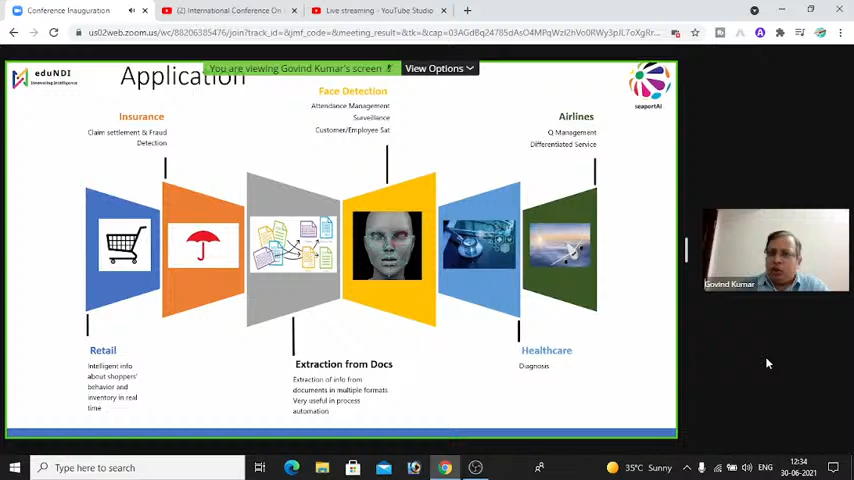 Conference Inauguration
(2) International Conference On
Live streaming - YouTube Studio
us02web.zoom.us/wc/88206385476/join?track_id=&jmf_code=&meeting_result=&tk=&cap=
eduNDI
Innovating Intelligence
Application
You are viewing Govind Kumar's screen
View Options
seaportAi
Insurance
Claim settlement & Fraud
Detection
Face Detection
Attendance Management
Surveillance
Customer/Employee Sat
Airlines
Q Management
Differentiated Service
Govind Kumar
Retail
Intelligent info
about shoppers'
behavior and
inventory in real
time
Extraction from Docs
Extraction of info from
documents in multiple formats
Very useful in process
automation
Healthcare
Diagnosis
Type here to search
35°C Sunny
ENG
12:34
30-06-2021